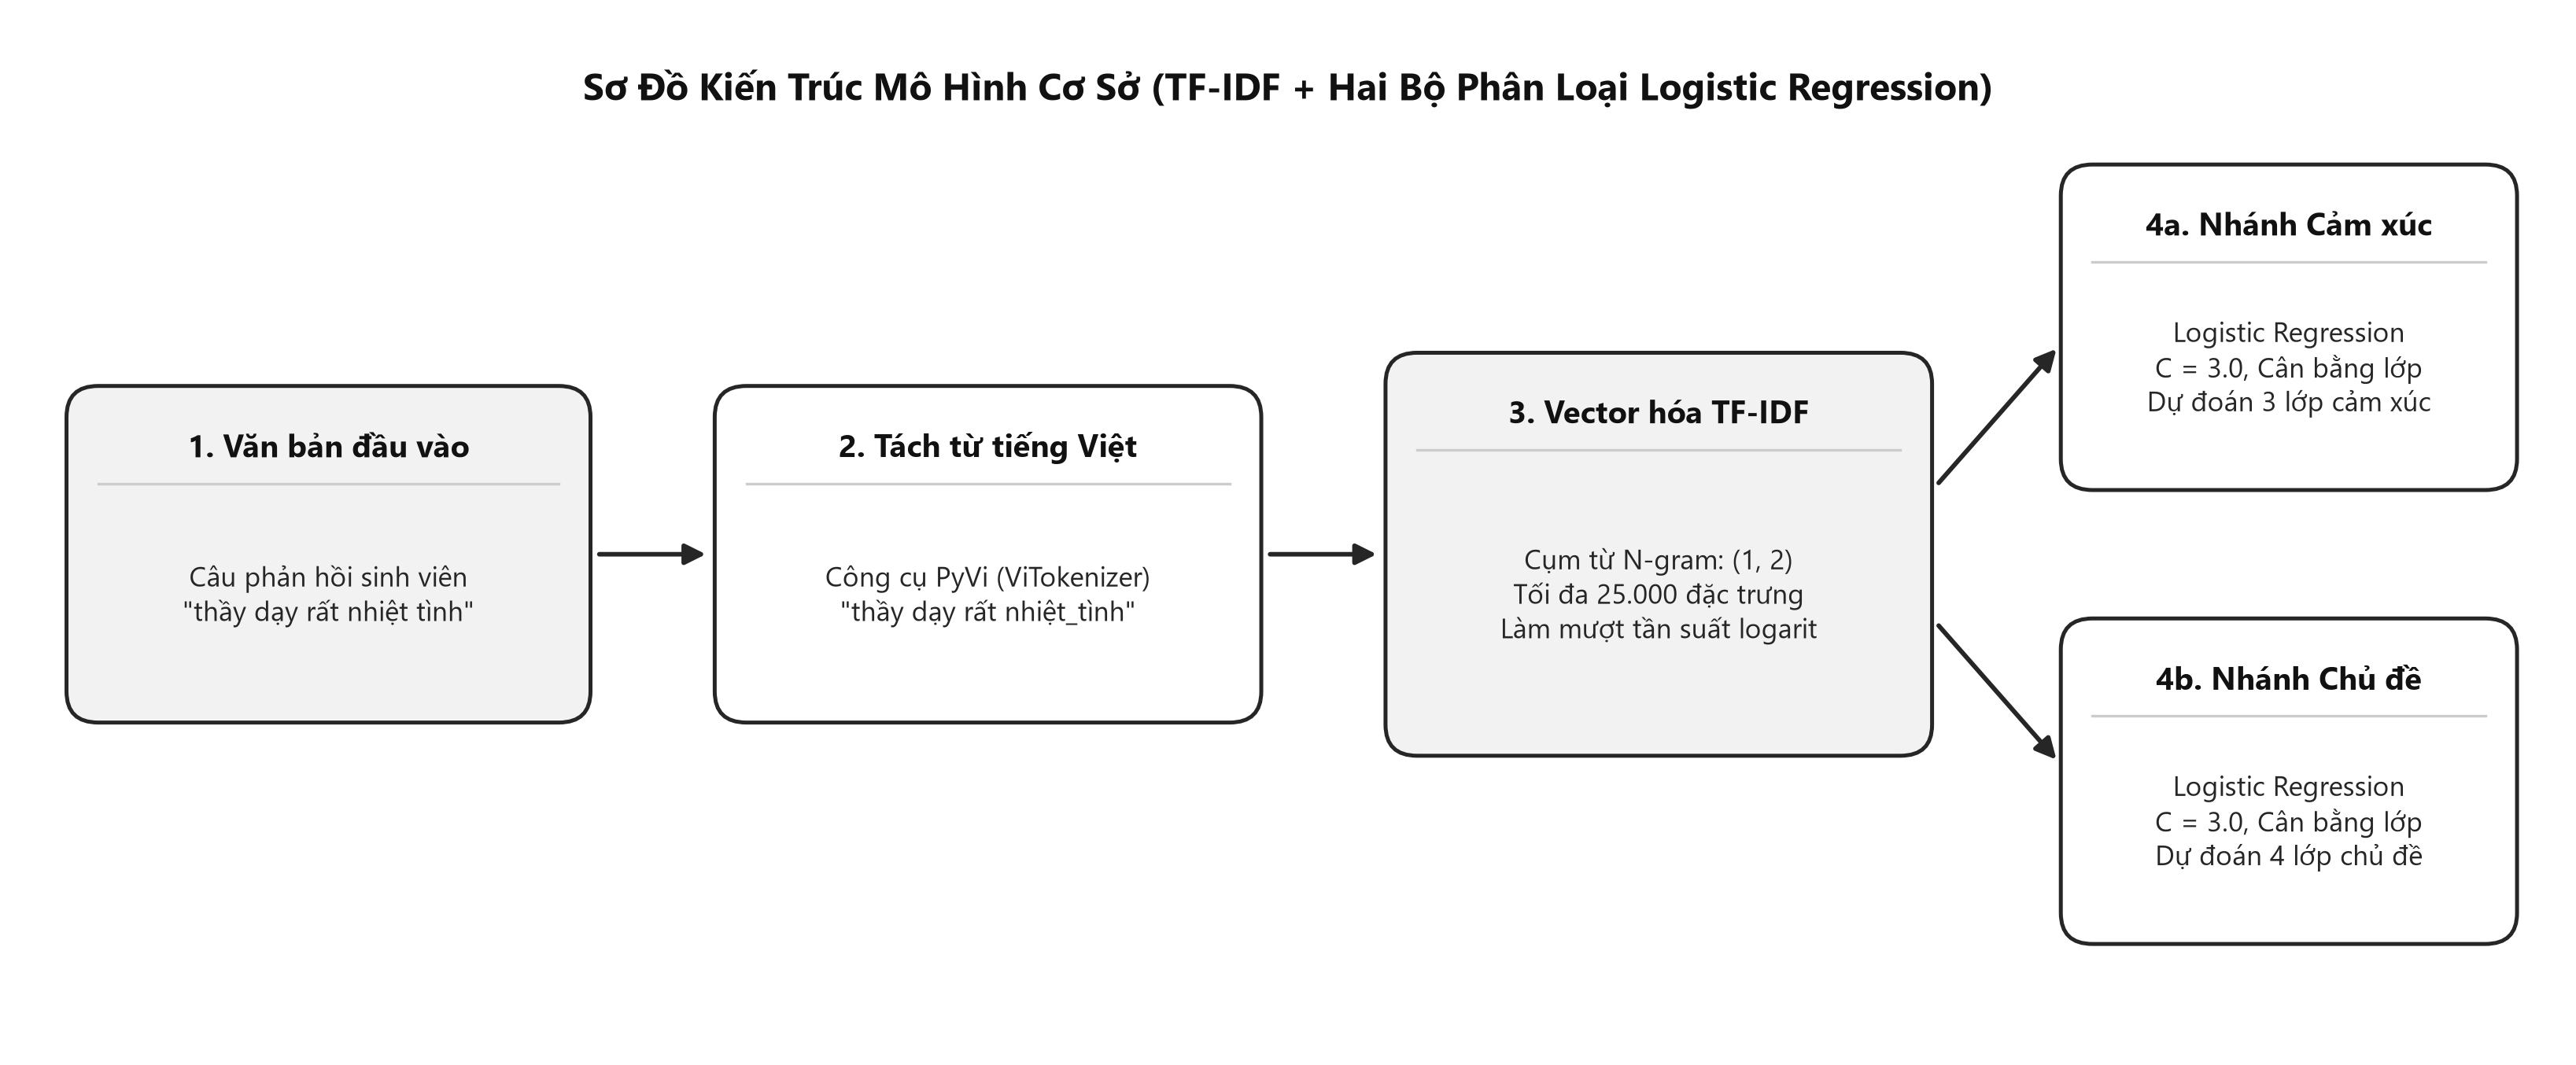 Sơ Đồ Kiến Trúc Mô Hình Cơ Sở (TF-IDF + Hai Bộ Phân Loại Logistic Regression)
1. Văn bản đầu vào
Câu phản hồi sinh viên
"thầy dạy rất nhiệt tình"
2. Tách từ tiếng Việt
Công cụ PyVi (ViTokenizer)
"thầy dạy rất nhiệt_tình"
3. Vector hóa TF-IDF
Cụm từ N-gram: (1, 2)
Tối đa 25.000 đặc trưng
Làm mượt tần suất logarit
4a. Nhánh Cảm xúc
Logistic Regression
C = 3.0, Cân bằng lớp
Dự đoán 3 lớp cảm xúc
4b. Nhánh Chủ đề
Logistic Regression
C = 3.0, Cân bằng lớp
Dự đoán 4 lớp chủ đề